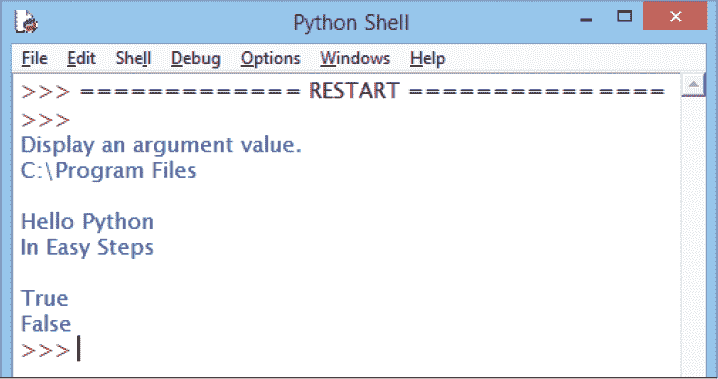 Python Shell
File Edit Shell Debug Options Windows Help
>>> ============= RESTART ===============
>>>
Display an argument value.
C:\Program Files
Hello Python
In Easy Steps
True
False
>>>